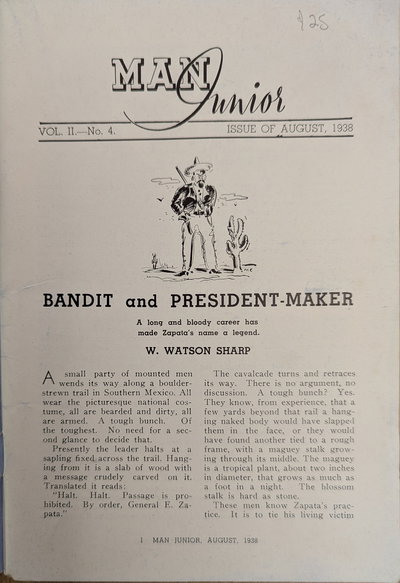 $25
MAN Junior
VOL. II.—No. 4.
ISSUE OF AUGUST, 1938
BANDIT and PRESIDENT-MAKER
A long and bloody career has
made Zapata's name a legend.
W. WATSON SHARP
A small party of mounted men
wends its way along a boulder-
strewn trail in Southern Mexico. All
wear the picturesque national cos-
tume, all are bearded and dirty, all
are armed. A tough bunch. Of
the toughest. No need for a sec-
ond glance to decide that.
Presently the leader halts at a
sapling fixed across the trail. Hang-
ing from it is a slab of wood with
a message crudely carved on it.
Translated it reads:
"Halt. Halt. Passage is pro-
hibited. By order, General E. Za-
pata."
The cavalcade turns and retraces
its way. There is no argument, no
discussion. A tough bunch? Yes.
They know, from experience, that a
few yards beyond that rail a hang-
ing naked body would have slapped
them in the face, or they would
have found another tied to a rough
frame, with a maguey stalk grow-
ing through its middle. The maguey
is a tropical plant, about two inches
in diameter, that grows as much as
a foot in a night. The blossom
stalk is hard as stone.
These men know Zapata's prac-
tice. It is to tie his living victim
1 MAN JUNIOR, AUGUST, 1938